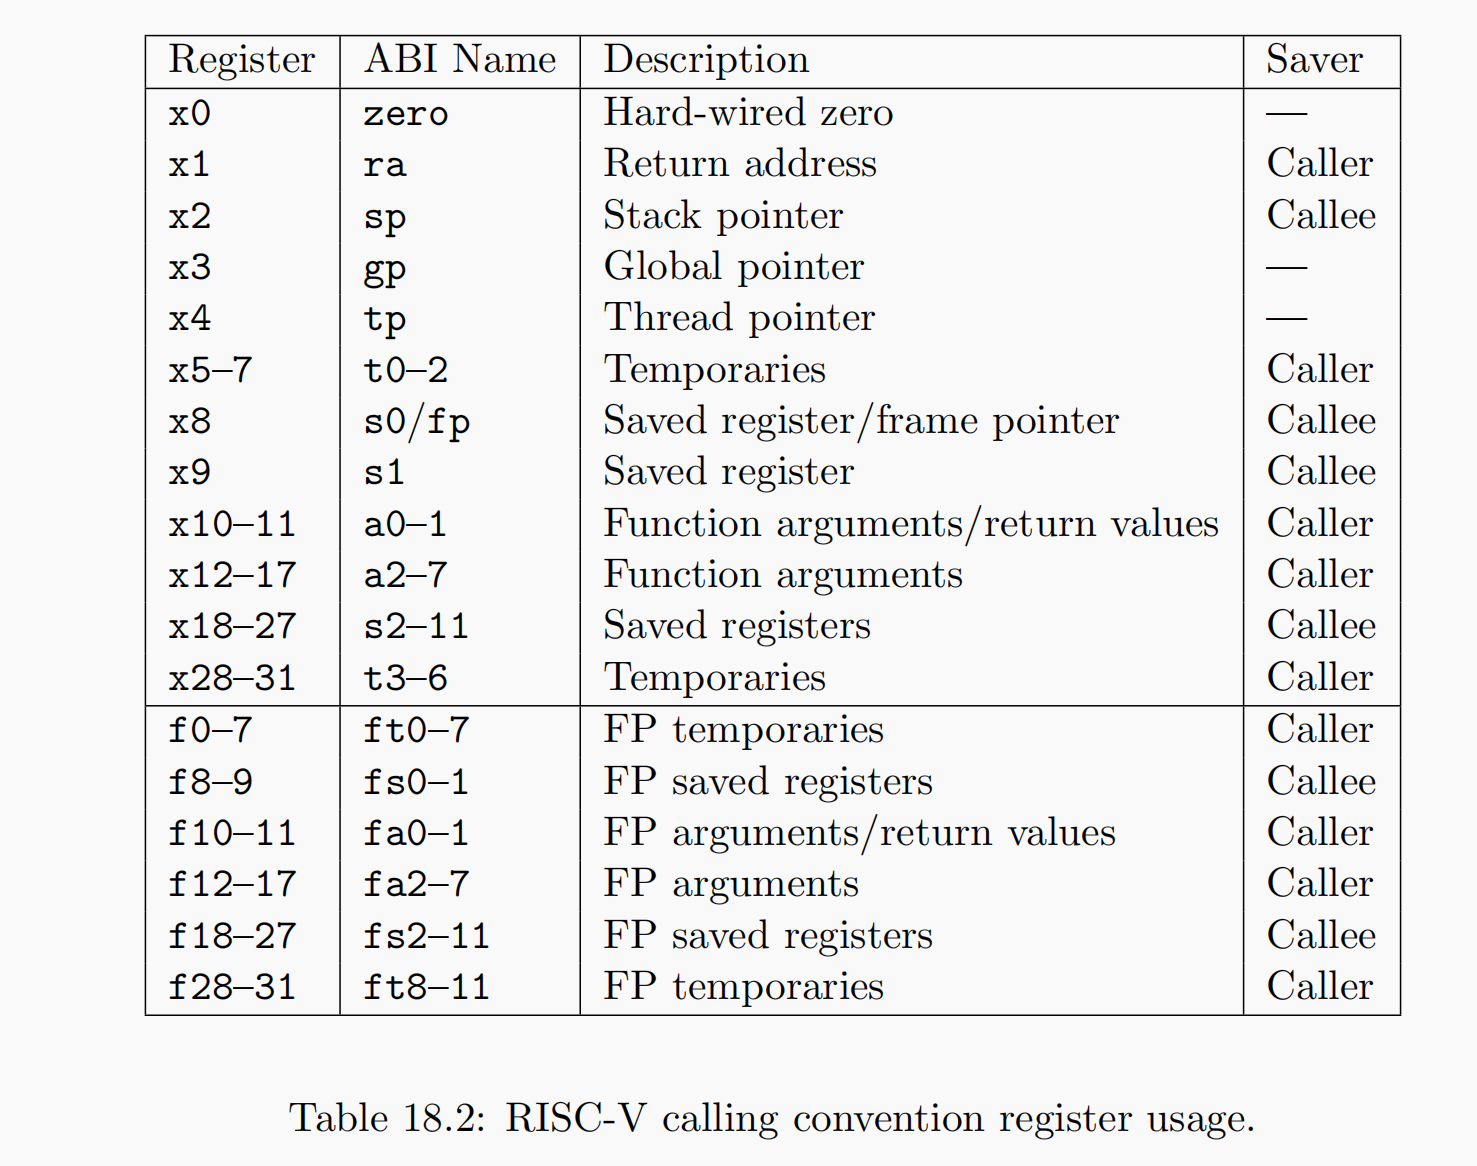 Register ABI Name Description Saver
x0 zero Hard-wired zero —
x1 ra Return address Caller
x2 sp Stack pointer Callee
x3 gp Global pointer —
x4 tp Thread pointer —
x5–7 t0–2 Temporaries Caller
x8 s0/fp Saved register/frame pointer Callee
x9 s1 Saved register Callee
x10–11 a0–1 Function arguments/return values Caller
x12–17 a2–7 Function arguments Caller
x18–27 s2–11 Saved registers Callee
x28–31 t3–6 Temporaries Caller
f0–7 ft0–7 FP temporaries Caller
f8–9 fs0–1 FP saved registers Callee
f10–11 fa0–1 FP arguments/return values Caller
f12–17 fa2–7 FP arguments Caller
f18–27 fs2–11 FP saved registers Callee
f28–31 ft8–11 FP temporaries Caller
Table 18.2: RISC-V calling convention register usage.